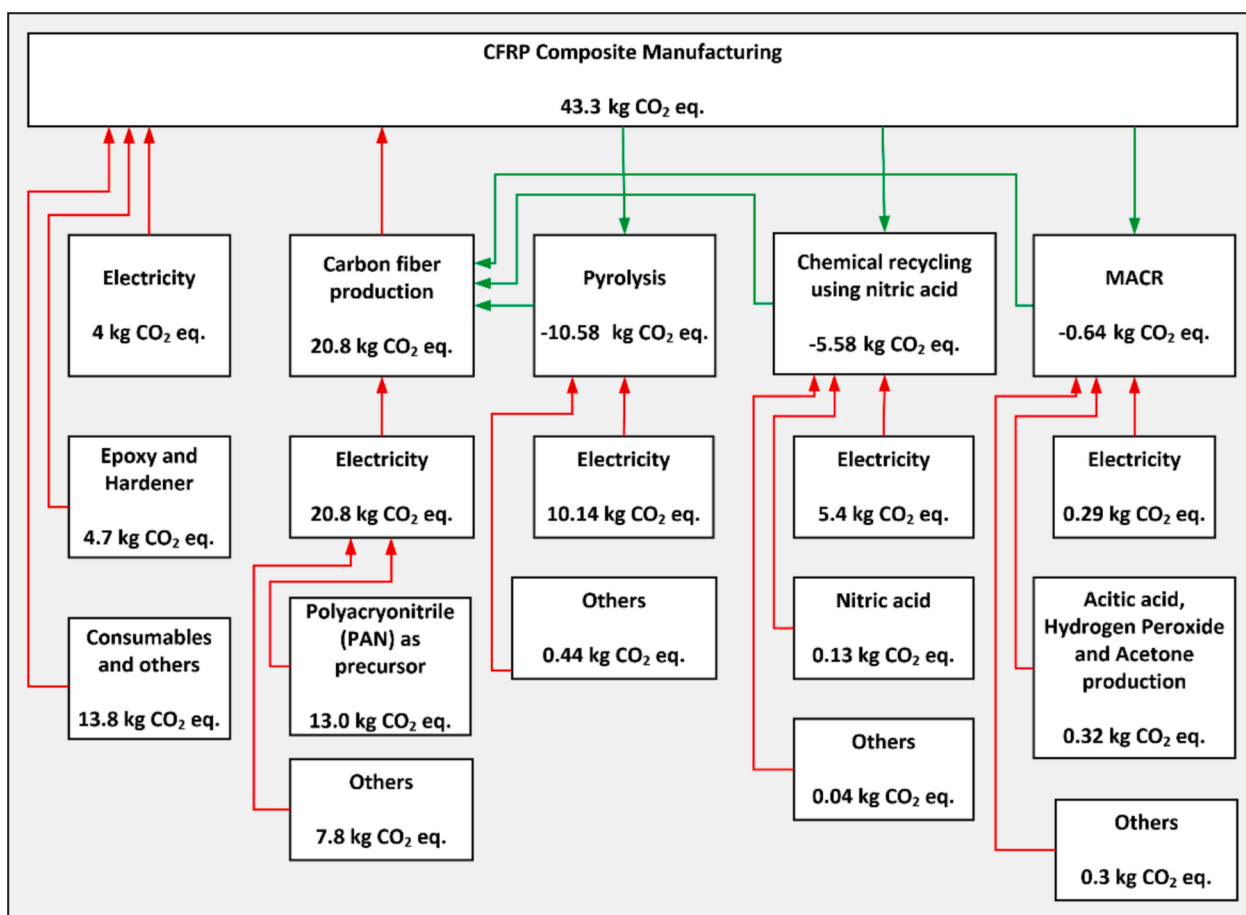 CFRP Composite Manufacturing
43.3 kg CO₂ eq.
Electricity
4 kg CO₂ eq.
Carbon fiber
production
20.8 kg CO₂ eq.
Pyrolysis
-10.58 kg CO₂ eq.
Chemical recycling
using nitric acid
-5.58 kg CO₂ eq.
MACR
-0.64 kg CO₂ eq.
Epoxy and
Hardener
4.7 kg CO₂ eq.
Electricity
20.8 kg CO₂ eq.
Electricity
10.14 kg CO₂ eq.
Electricity
5.4 kg CO₂ eq.
Electricity
0.29 kg CO₂ eq.
Consumables
and others
13.8 kg CO₂ eq.
Polyacryonitrile
(PAN) as
precursor
13.0 kg CO₂ eq.
Others
0.44 kg CO₂ eq.
Nitric acid
0.13 kg CO₂ eq.
Acitic acid,
Hydrogen Peroxide
and Acetone
production
0.32 kg CO₂ eq.
Others
7.8 kg CO₂ eq.
Others
0.04 kg CO₂ eq.
Others
0.3 kg CO₂ eq.